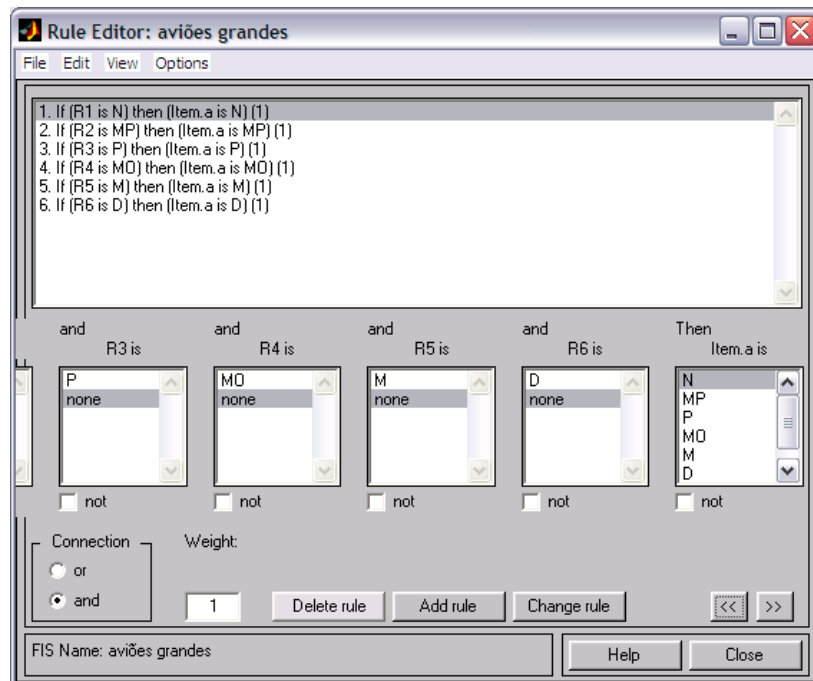 Rule Editor: aviões grandes
File Edit View Options
1. If (R1 is N) then (Item.a is N) (1)
2. If (R2 is MP) then (Item.a is MP) (1)
3. If (R3 is P) then (Item.a is P) (1)
4. If (R4 is MO) then (Item.a is MO) (1)
5. If (R5 is M) then (Item.a is M) (1)
6. If (R6 is D) then (Item.a is D) (1)
and and and and Then
R3 is R4 is R5 is R6 is Item.a is
P MO M D N
none none none none MP
P
MO
M
D
not not not not not
Connection Weight:
or
and 1 Delete rule Add rule Change rule << >>
FIS Name: aviões grandes Help Close